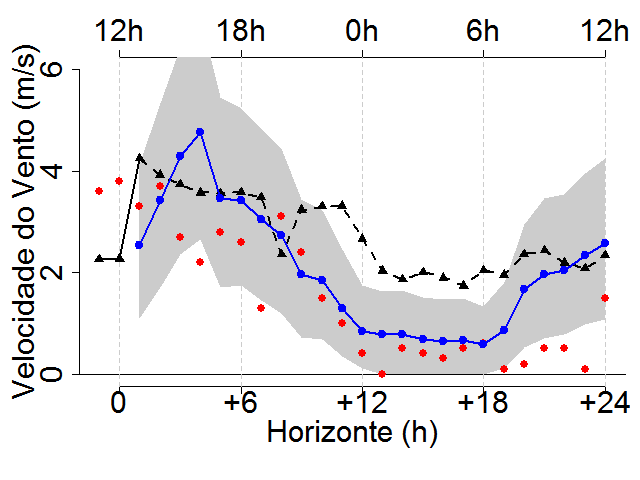 12h 18h 0h 6h 12h
Velocidade do Vento (m/s)
6
4
2
0
0 +6 +12 +18 +24
Horizonte (h)